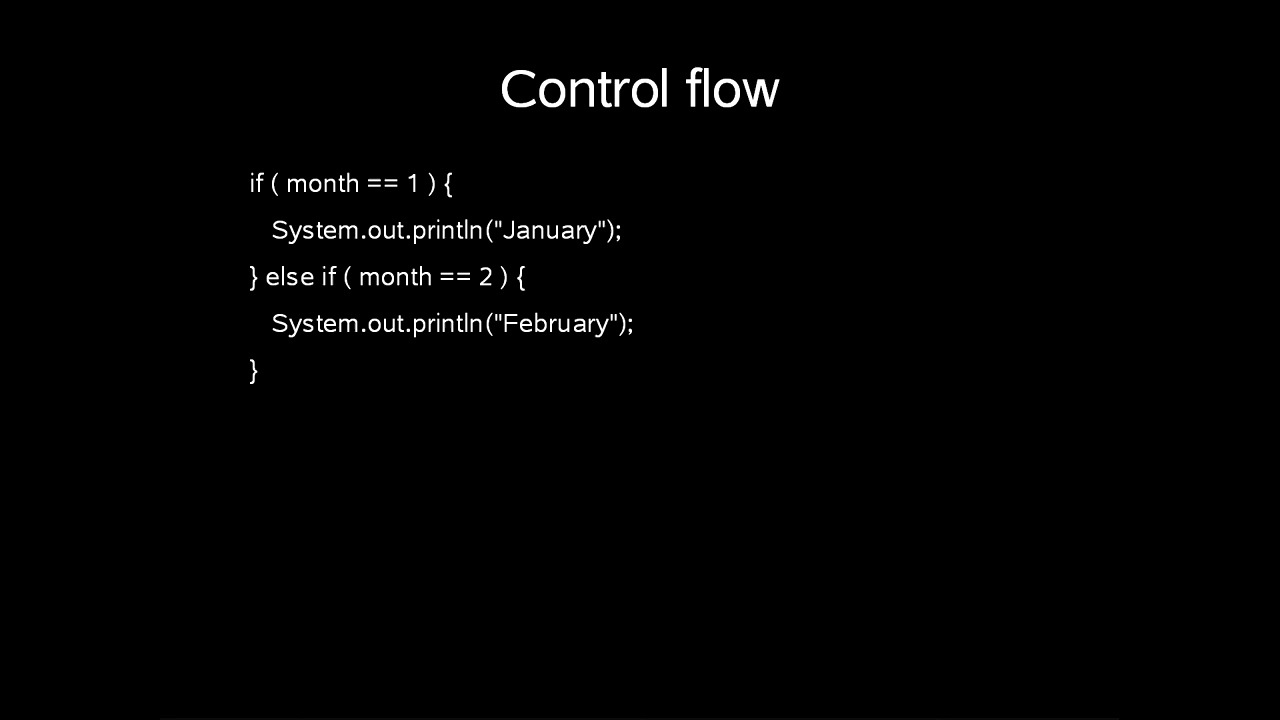 Control flow
if ( month == 1 ) {
System.out.println("January");
} else if ( month == 2 ) {
System.out.println("February");
}